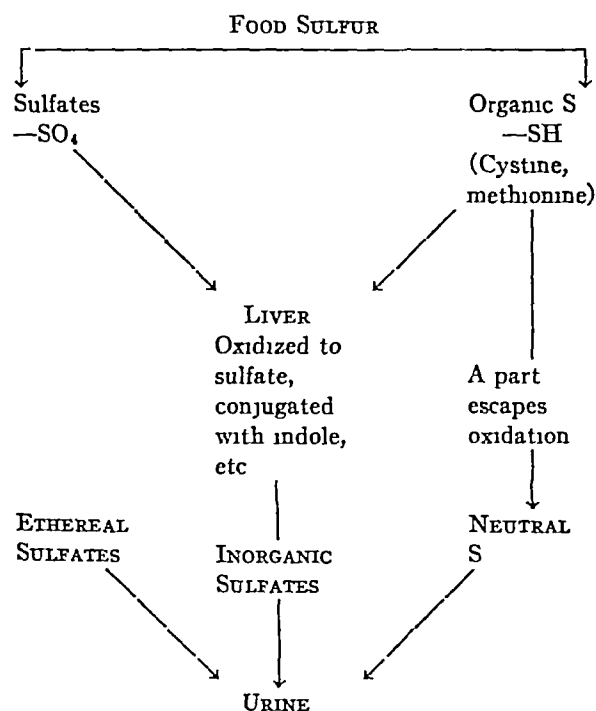 FOOD SULFUR
Sulfates
—SO₄
Organic S
—SH
(Cystine,
methionine)
LIVER
Oxidized to
sulfate,
conjugated
with indole,
etc
A part
escapes
oxidation
ETHEREAL
SULFATES
INORGANIC
SULFATES
NEUTRAL
S
URINE